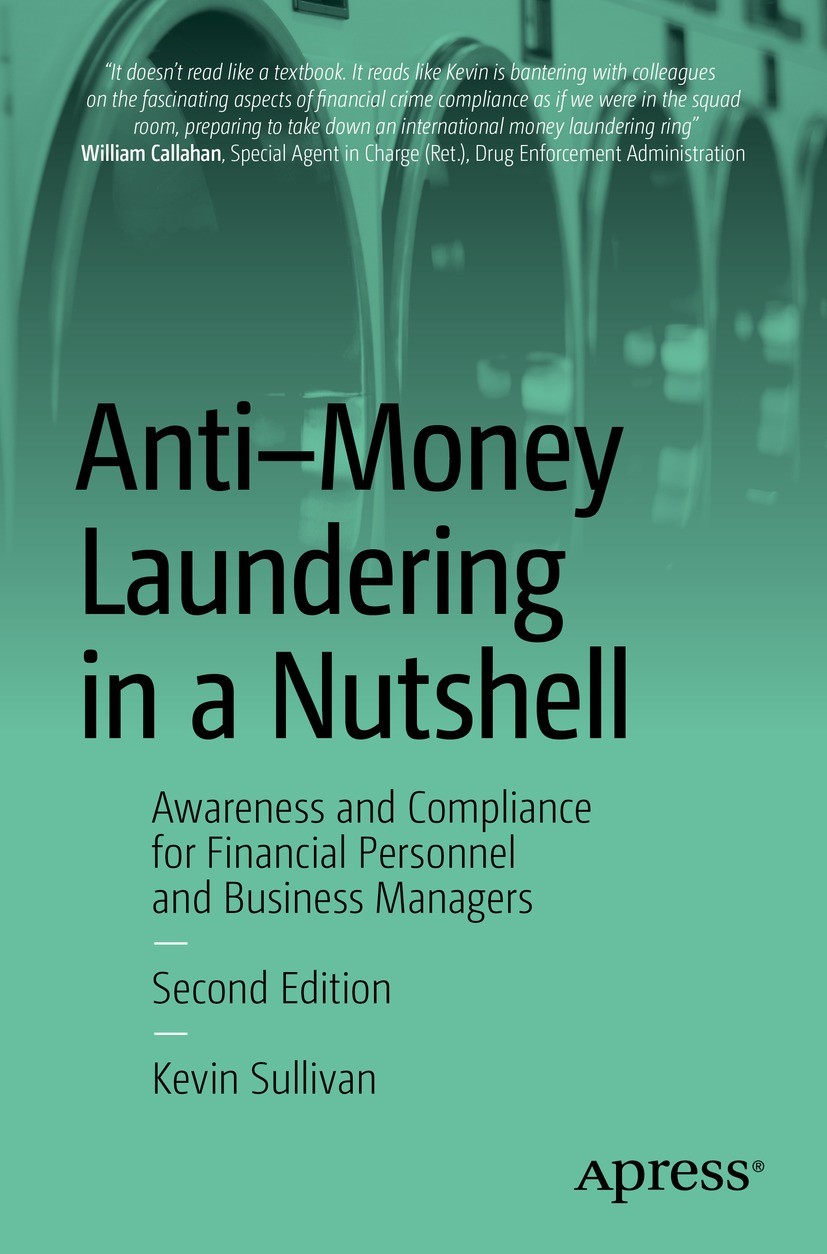 “It doesn’t read like a textbook. It reads like Kevin is bantering with colleagues
on the fascinating aspects of financial crime compliance as if we were in the squad
room, preparing to take down an international money laundering ring”
William Callahan, Special Agent in Charge (Ret.), Drug Enforcement Administration
Anti–Money
Laundering
in a Nutshell
Awareness and Compliance
for Financial Personnel
and Business Managers
—
Second Edition
—
Kevin Sullivan
Apress®